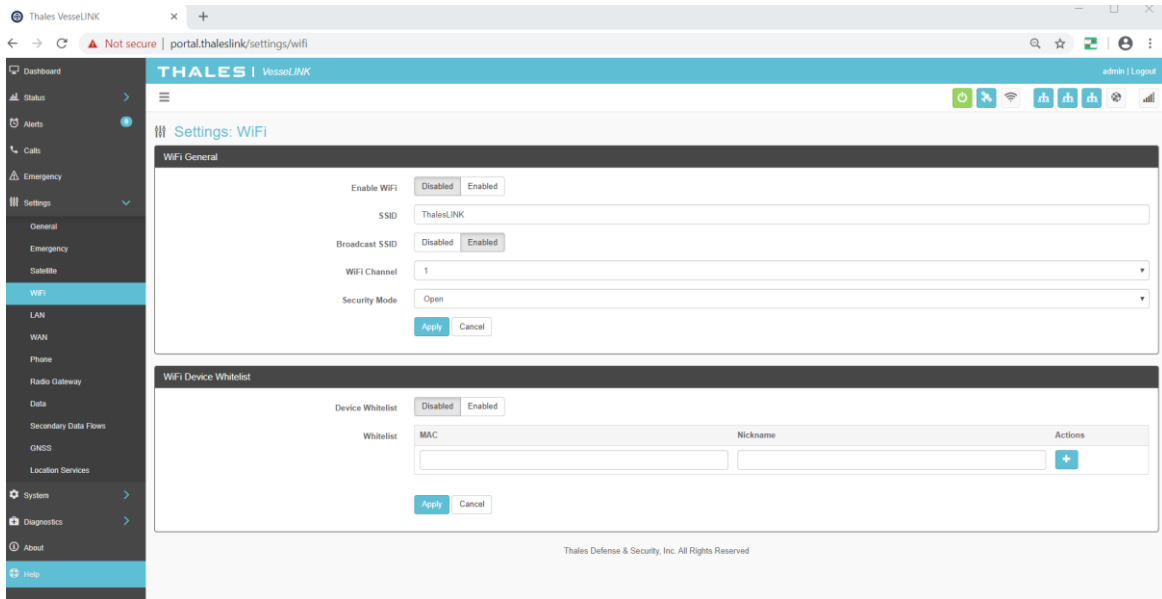 Thales VesseLINK
Not secure | portal.thaleslink/settings/wifi
THALES | VesseLINK
admin | Logout
Dashboard
Status
Alerts
Calls
Emergency
Settings
General
Emergency
Satellite
WiFi
LAN
WAN
Phone
Radio Gateway
Data
Secondary Data Flows
GNSS
Location Services
System
Diagnostics
About
Help
Settings: WiFi
WiFi General
Enable WiFi Disabled Enabled
SSID ThalesLINK
Broadcast SSID Disabled Enabled
WiFi Channel 1
Security Mode Open
Apply Cancel
WiFi Device Whitelist
Device Whitelist Disabled Enabled
Whitelist MAC Nickname Actions
Apply Cancel
Thales Defense & Security, Inc. All Rights Reserved